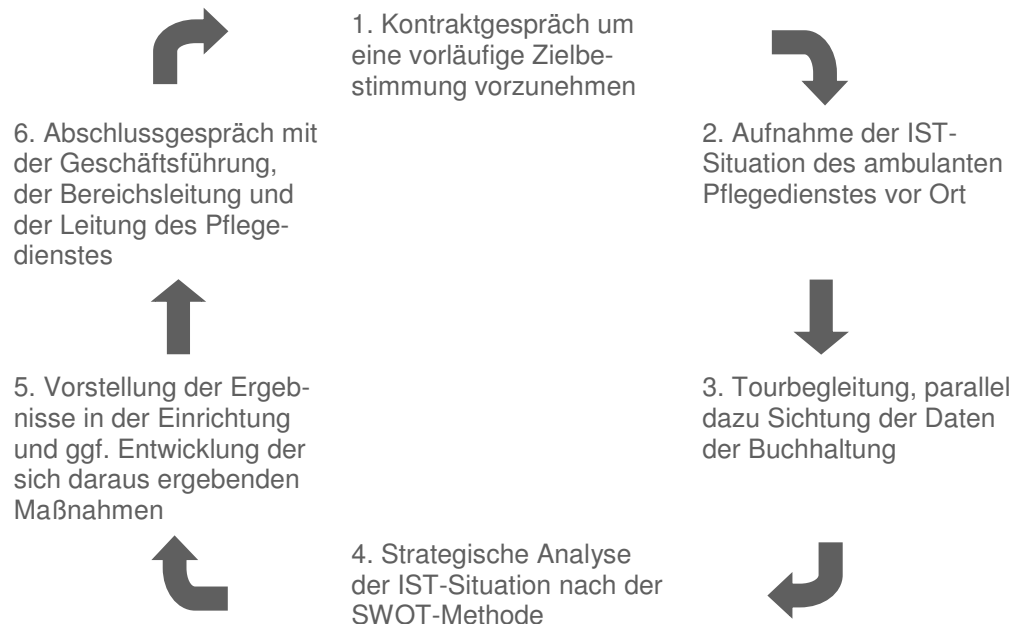 1. Kontraktgespräch um
eine vorläufige Zielbe-
stimmung vorzunehmen
2. Aufnahme der IST-
Situation des ambulanten
Pflegedienstes vor Ort
3. Tourbegleitung, parallel
dazu Sichtung der Daten
der Buchhaltung
4. Strategische Analyse
der IST-Situation nach der
SWOT-Methode
5. Vorstellung der Ergeb-
nisse in der Einrichtung
und ggf. Entwicklung der
sich daraus ergebenden
Maßnahmen
6. Abschlussgespräch mit
der Geschäftsführung,
der Bereichsleitung und
der Leitung des Pflege-
dienstes